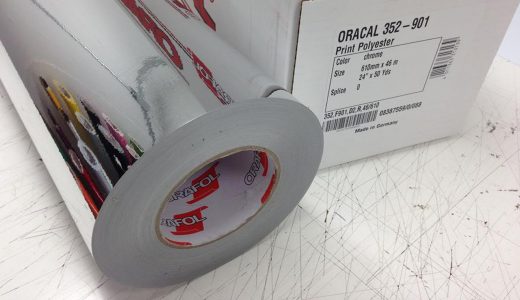 ORACAL 352-901
Print Polyester
Color chrome
Size 610mm x 46 m
24" x 50 Yds
Splice 0
Made in Germany
ORAFOL